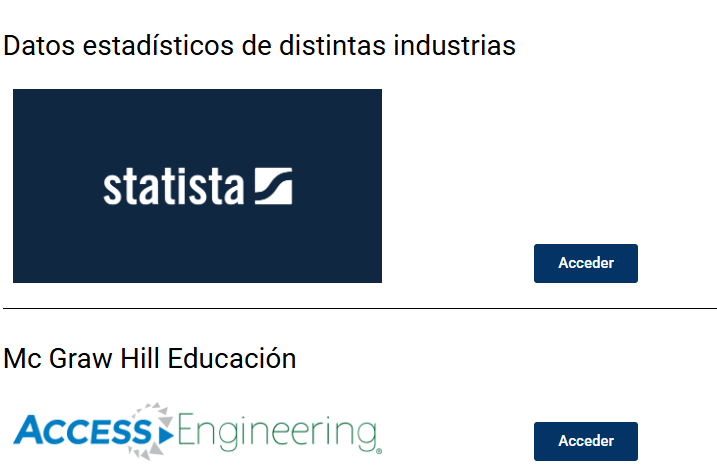 Datos estadísticos de distintas industrias
statista
Acceder
Mc Graw Hill Educación
Access Engineering®
Acceder